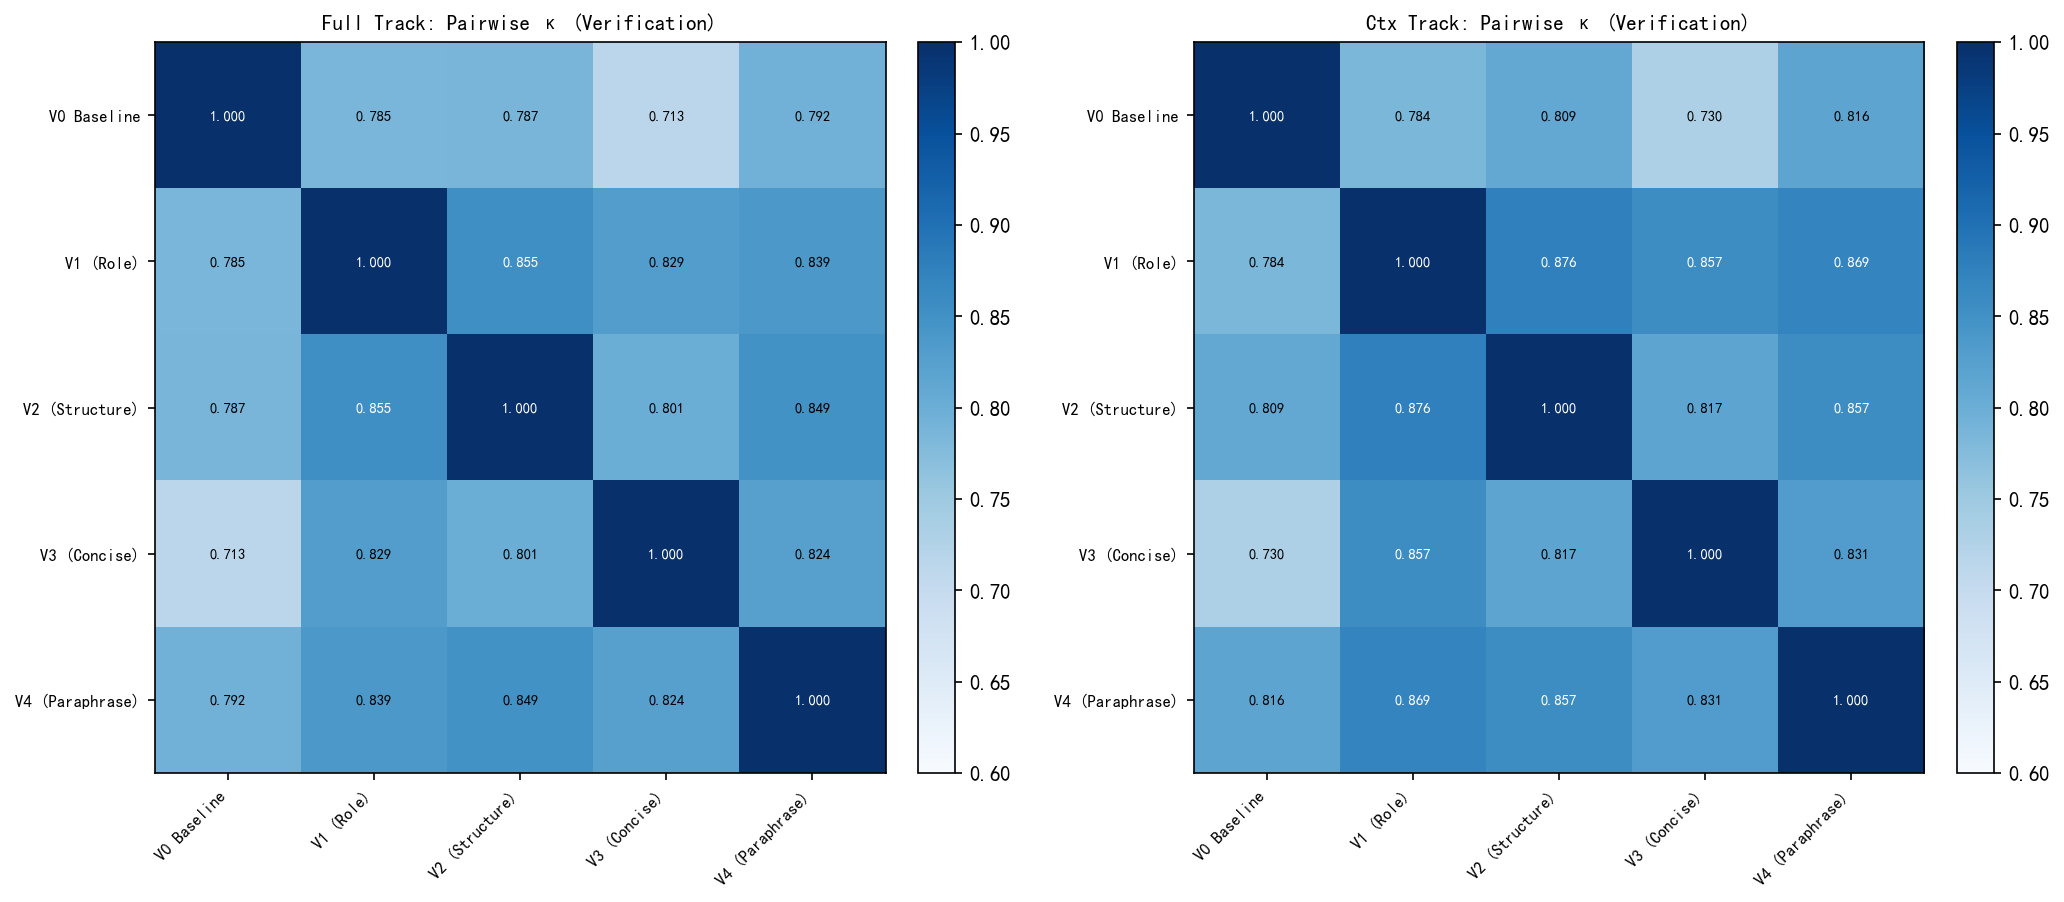 Full Track: Pairwise κ (Verification)
V0 Baseline 1.000 0.785 0.787 0.713 0.792
V1 (Role) 0.785 1.000 0.855 0.829 0.839
V2 (Structure) 0.787 0.855 1.000 0.801 0.849
V3 (Concise) 0.713 0.829 0.801 1.000 0.824
V4 (Paraphrase) 0.792 0.839 0.849 0.824 1.000
V0 Baseline V1 (Role) V2 (Structure) V3 (Concise) V4 (Paraphrase)
1.00
0.95
0.90
0.85
0.80
0.75
0.70
0.65
0.60
Ctx Track: Pairwise κ (Verification)
V0 Baseline 1.000 0.784 0.809 0.730 0.816
V1 (Role) 0.784 1.000 0.876 0.857 0.869
V2 (Structure) 0.809 0.876 1.000 0.817 0.857
V3 (Concise) 0.730 0.857 0.817 1.000 0.831
V4 (Paraphrase) 0.816 0.869 0.857 0.831 1.000
V0 Baseline V1 (Role) V2 (Structure) V3 (Concise) V4 (Paraphrase)
1.00
0.95
0.90
0.85
0.80
0.75
0.70
0.65
0.60